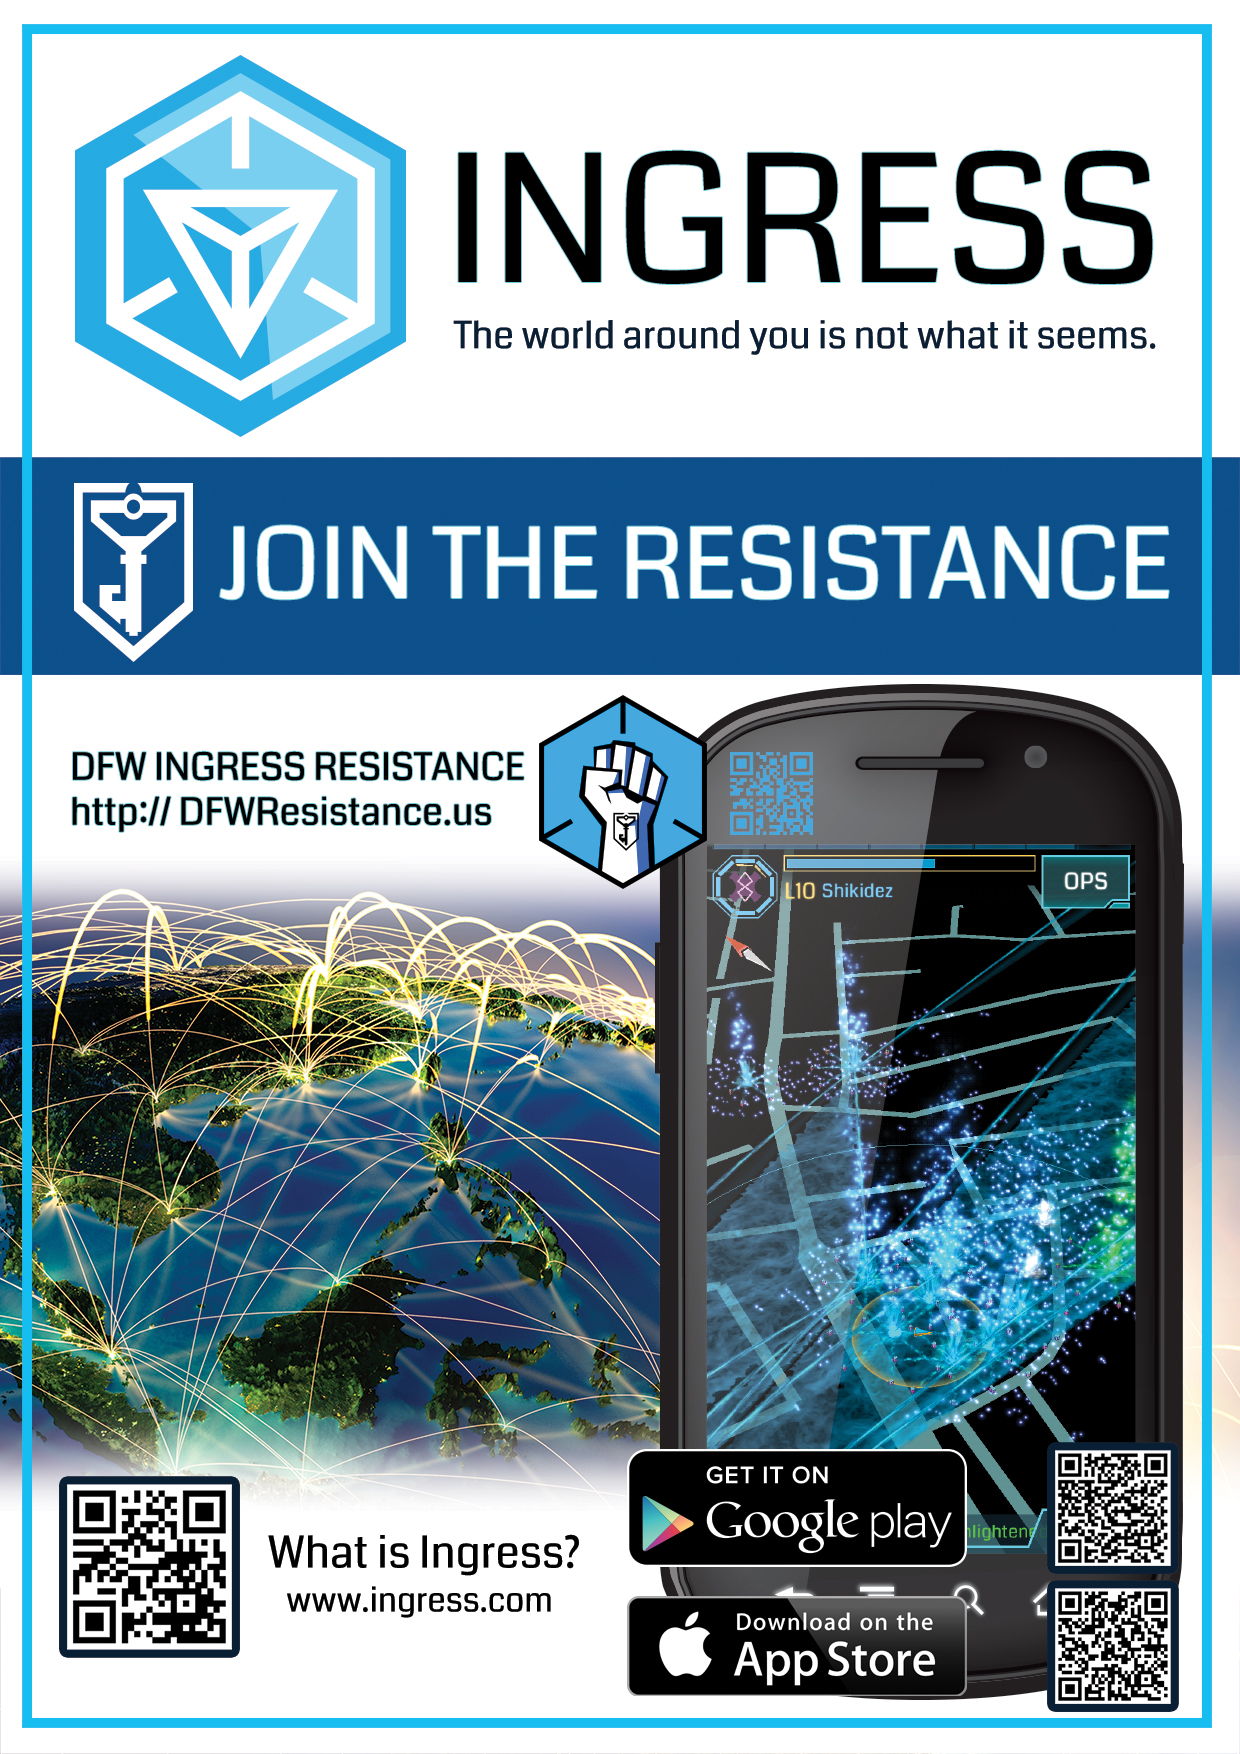 INGRESS
The world around you is not what it seems.
JOIN THE RESISTANCE
DFW INGRESS RESISTANCE
http:// DFWResistance.us
L10 Shikidez
OPS
GET IT ON
Google play
nlightene
What is Ingress?
www.ingress.com
Download on the
App Store